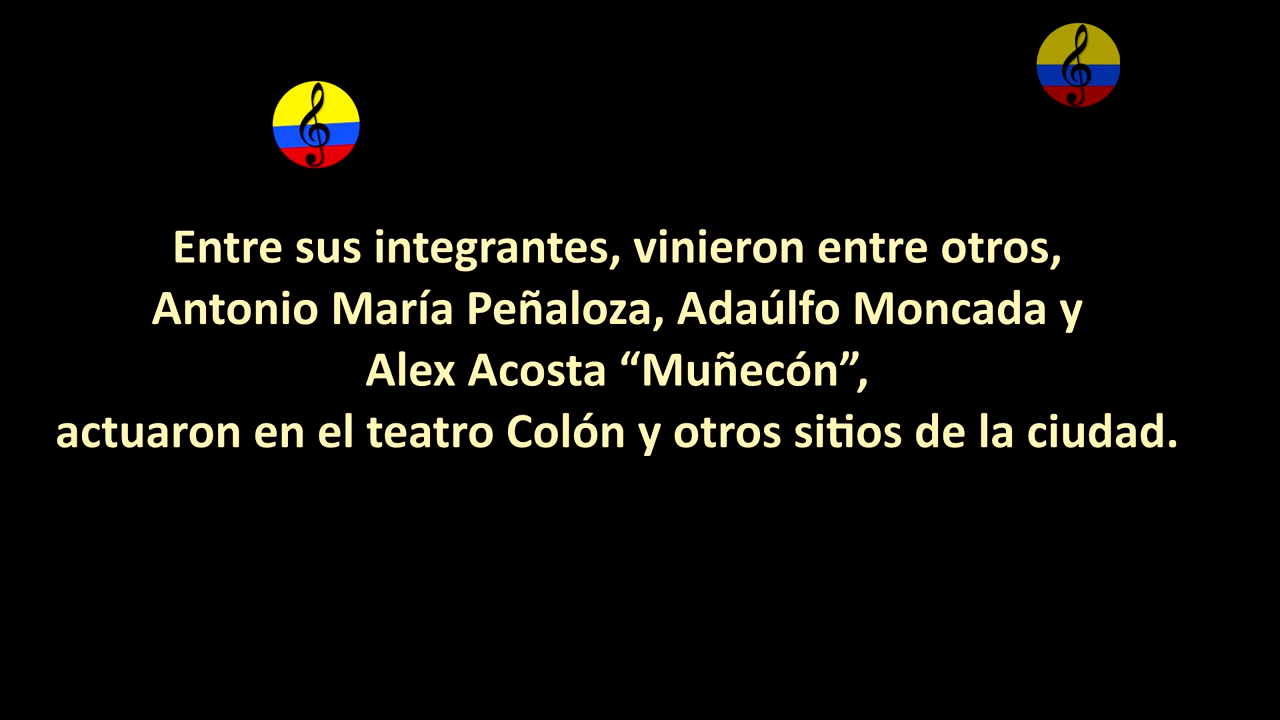 Entre sus integrantes, vinieron entre otros,
Antonio María Peñaloza, Adaúlfo Moncada y
Alex Acosta “Muñecón”,
actuaron en el teatro Colón y otros sitios de la ciudad.